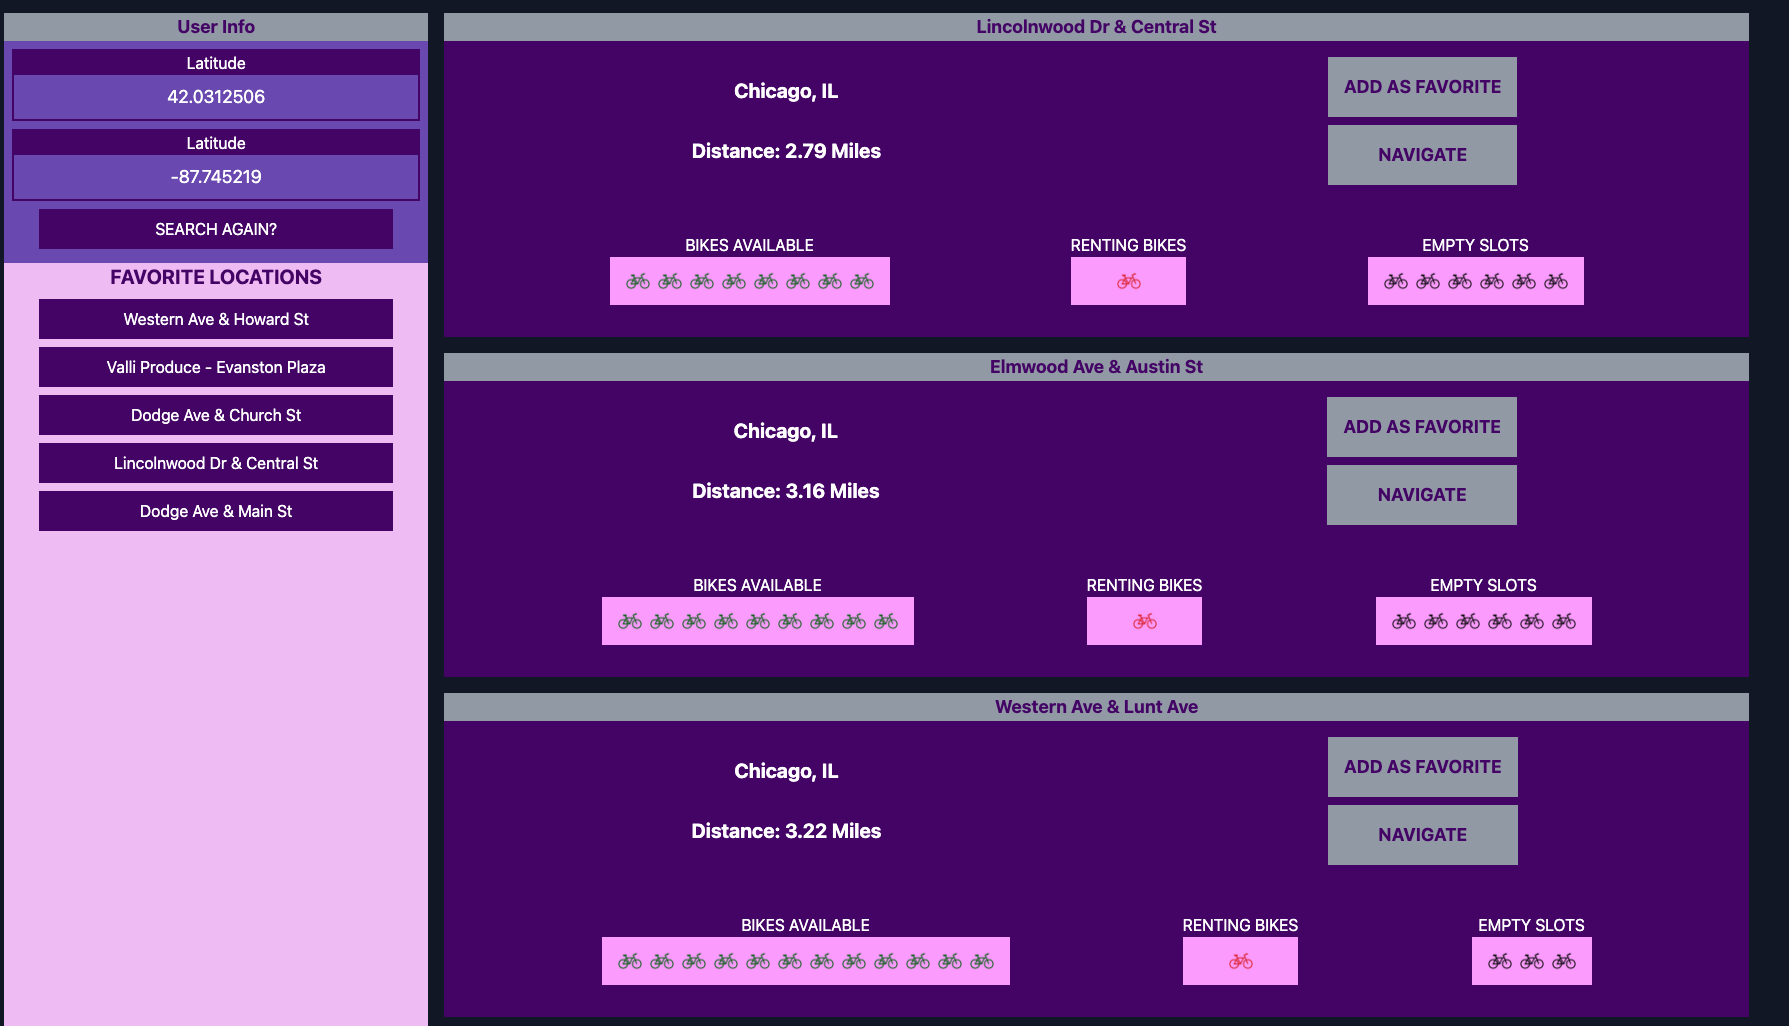 User Info
Latitude
42.0312506
Latitude
-87.745219
SEARCH AGAIN?
FAVORITE LOCATIONS
Western Ave & Howard St
Valli Produce - Evanston Plaza
Dodge Ave & Church St
Lincolnwood Dr & Central St
Dodge Ave & Main St
Lincolnwood Dr & Central St
Chicago, IL
Distance: 2.79 Miles
ADD AS FAVORITE
NAVIGATE
BIKES AVAILABLE
RENTING BIKES
EMPTY SLOTS
Elmwood Ave & Austin St
Chicago, IL
Distance: 3.16 Miles
ADD AS FAVORITE
NAVIGATE
BIKES AVAILABLE
RENTING BIKES
EMPTY SLOTS
Western Ave & Lunt Ave
Chicago, IL
Distance: 3.22 Miles
ADD AS FAVORITE
NAVIGATE
BIKES AVAILABLE
RENTING BIKES
EMPTY SLOTS